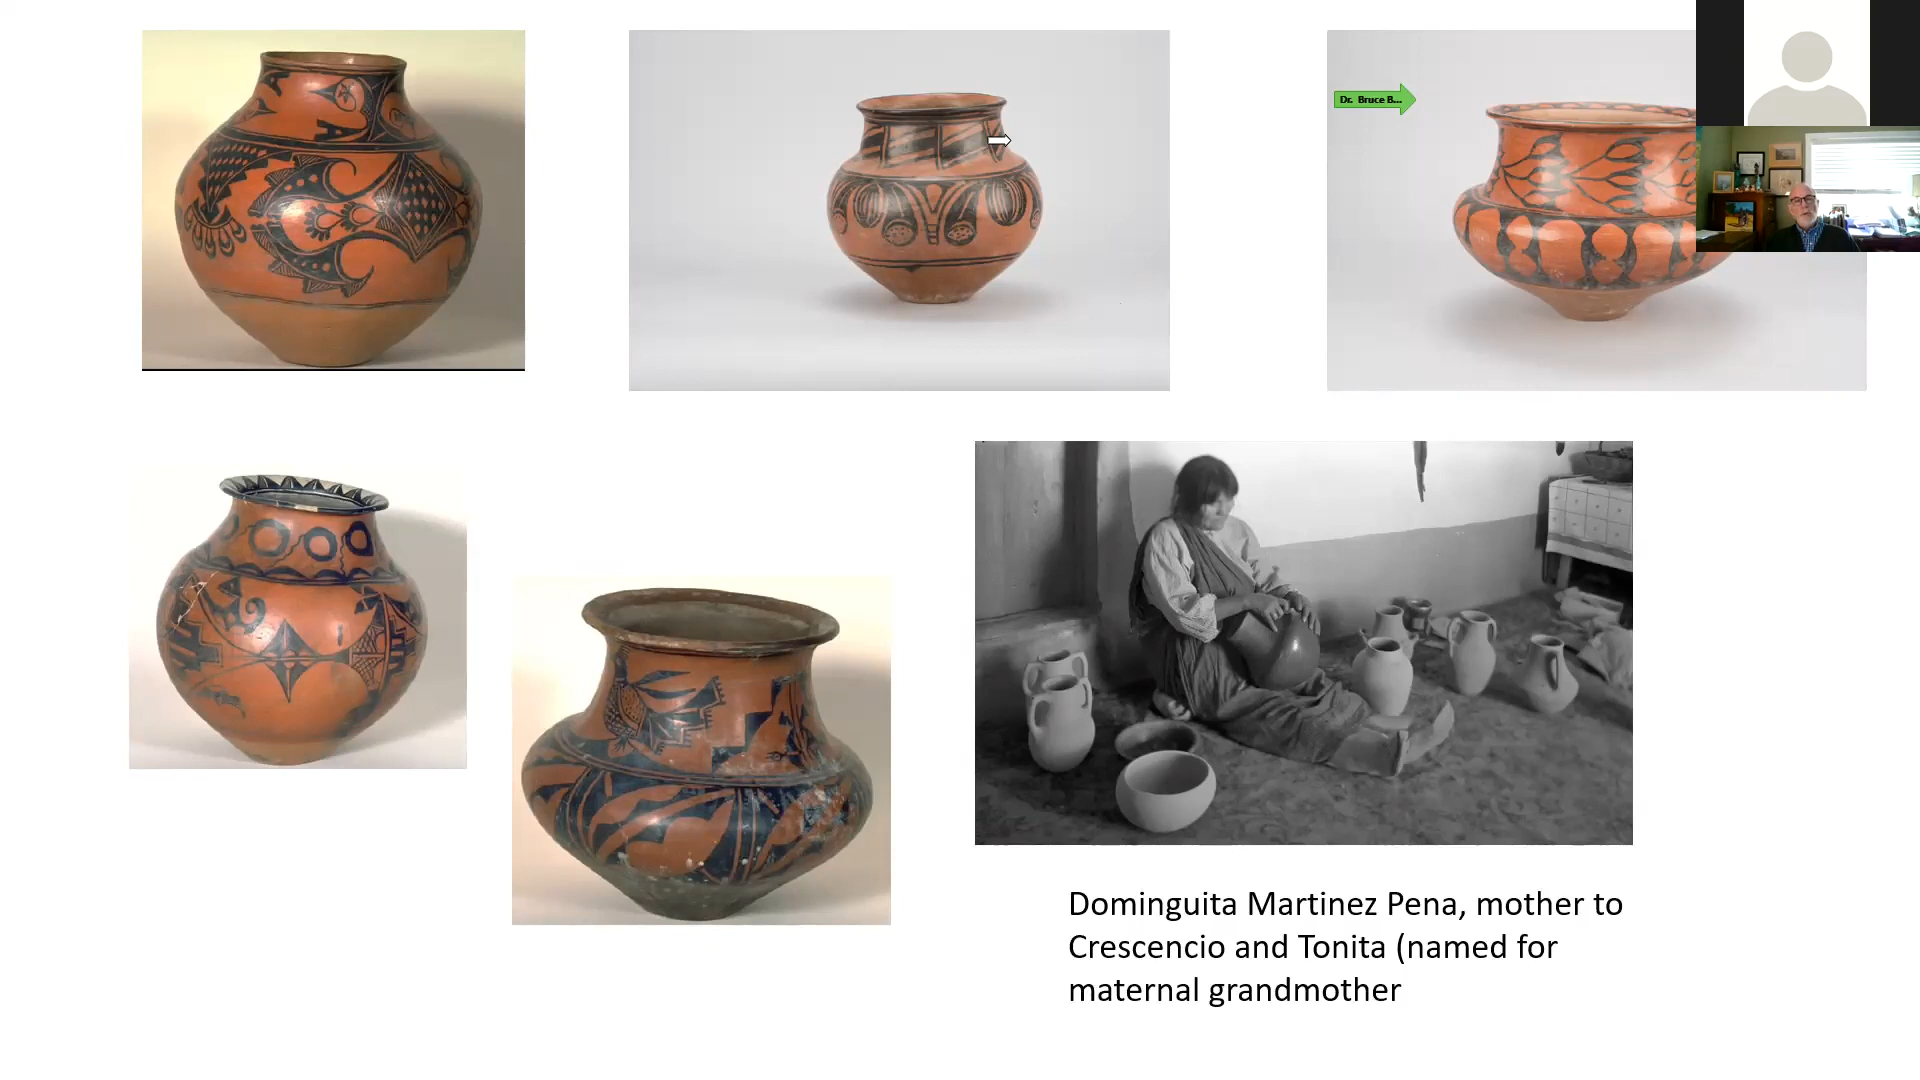 Dr. Bruce B...
Dominguita Martinez Pena, mother to
Crescencio and Tonita (named for
maternal grandmother